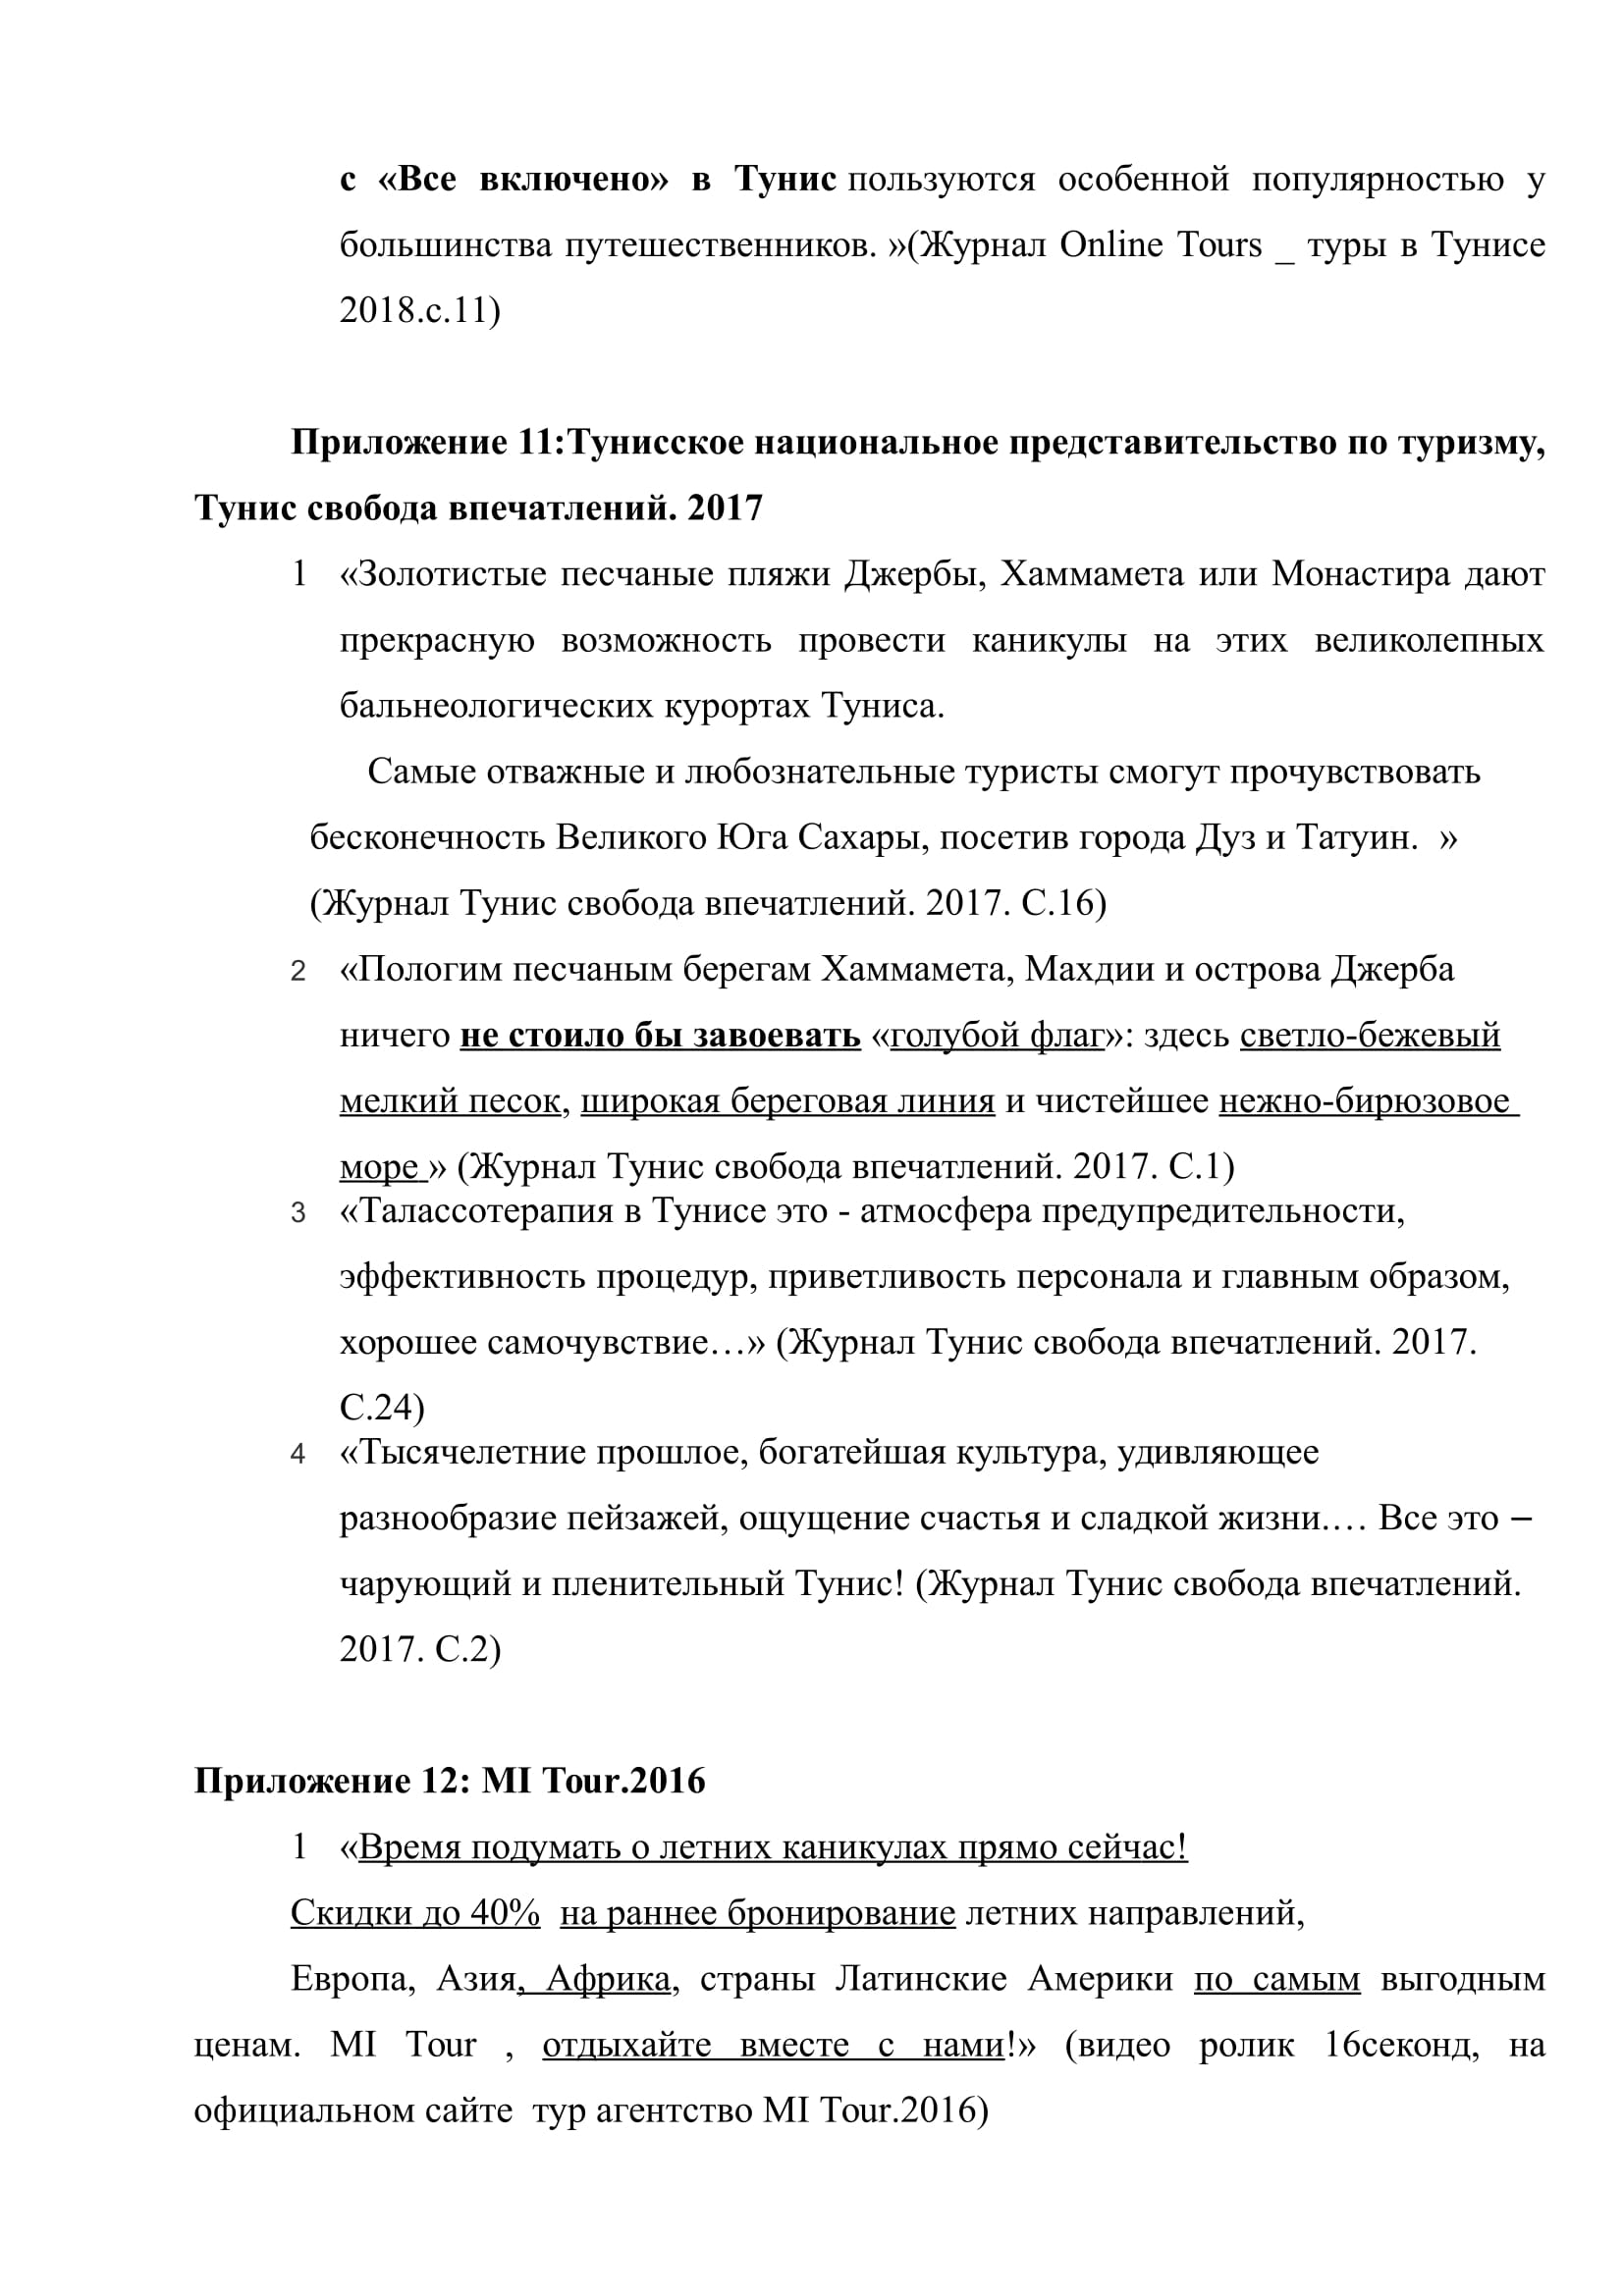 с «Все включено» в Тунис пользуются особенной популярностью у
большинства путешественников. »(Журнал Online Tours _ туры в Тунисе
2018.с.11)
Приложение 11:Тунисское национальное представительство по туризму,
Тунис свобода впечатлений. 2017
1 «Золотистые песчаные пляжи Джербы, Хаммамета или Монастира дают
прекрасную возможность провести каникулы на этих великолепных
бальнеологических курортах Туниса.
Самые отважные и любознательные туристы смогут прочувствовать
бесконечность Великого Юга Сахары, посетив города Дуз и Татуин. »
(Журнал Тунис свобода впечатлений. 2017. С.16)
2 «Пологим песчаным берегам Хаммамета, Махдии и острова Джерба
ничего не стоило бы завоевать «голубой флаг»: здесь светло-бежевый
мелкий песок, широкая береговая линия и чистейшее нежно-бирюзовое
море » (Журнал Тунис свобода впечатлений. 2017. С.1)
3 «Талассотерапия в Тунисе это - атмосфера предупредительности,
эффективность процедур, приветливость персонала и главным образом,
хорошее самочувствие…» (Журнал Тунис свобода впечатлений. 2017.
С.24)
4 «Тысячелетние прошлое, богатейшая культура, удивляющее
разнообразие пейзажей, ощущение счастья и сладкой жизни.… Все это –
чарующий и пленительный Тунис! (Журнал Тунис свобода впечатлений.
2017. С.2)
Приложение 12: MI Tour.2016
1 «Время подумать о летних каникулах прямо сейчас!
Скидки до 40% на раннее бронирование летних направлений,
Европа, Азия, Африка, страны Латинские Америки по самым выгодным
ценам. MI Tour , отдыхайте вместе с нами!» (видео ролик 16секонд, на
официальном сайте тур агентство MI Tour.2016)